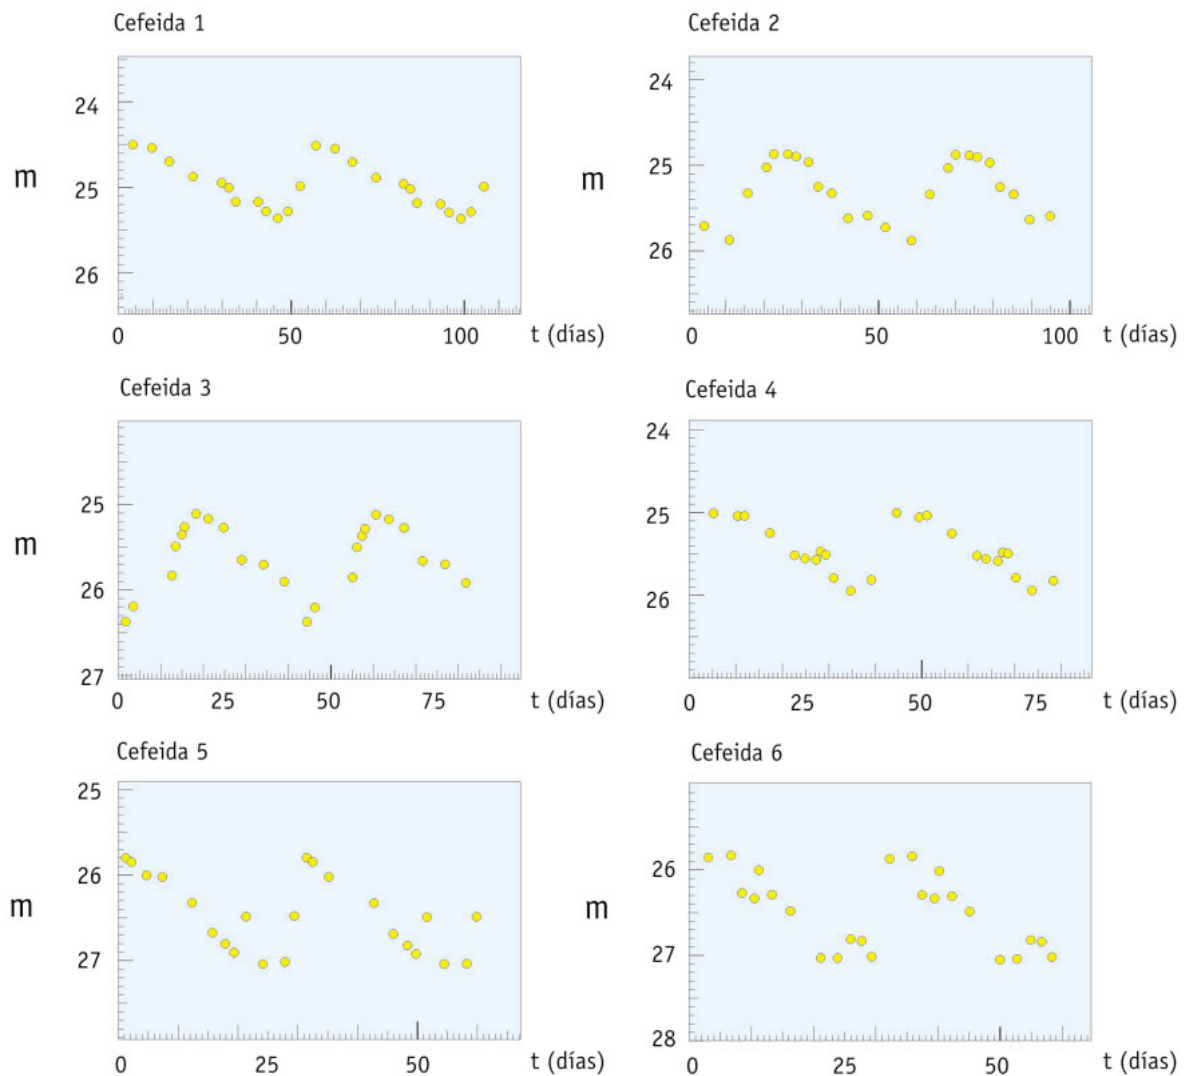 Cefeida 1
24
m
25
26
0 50 100 t (días)
Cefeida 2
24
25
m
26
0 50 100 t (días)
Cefeida 3
25
m
26
27
0 25 50 75 t (días)
Cefeida 4
24
25
26
0 25 50 75 t (días)
Cefeida 5
25
26
m
27
0 25 50 t (días)
Cefeida 6
26
m
27
28
0 25 50 t (días)